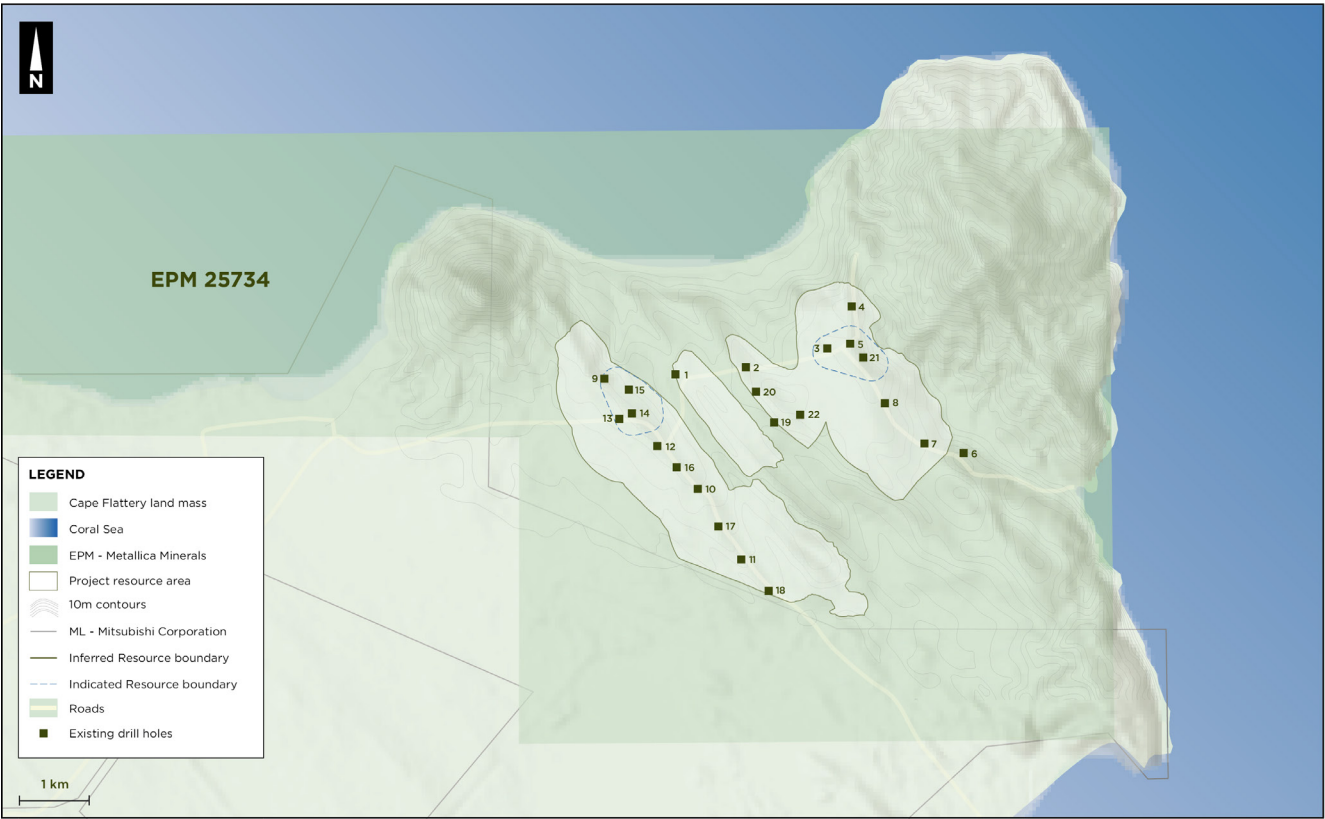 N
EPM 25734
4
3
5
21
2
1
9
15
20
8
14
13
22
19
7
12
6
16
10
17
11
18
LEGEND
Cape Flattery land mass
Coral Sea
EPM - Metallica Minerals
Project resource area
10m contours
ML - Mitsubishi Corporation
Inferred Resource boundary
Indicated Resource boundary
Roads
Existing drill holes
1 km